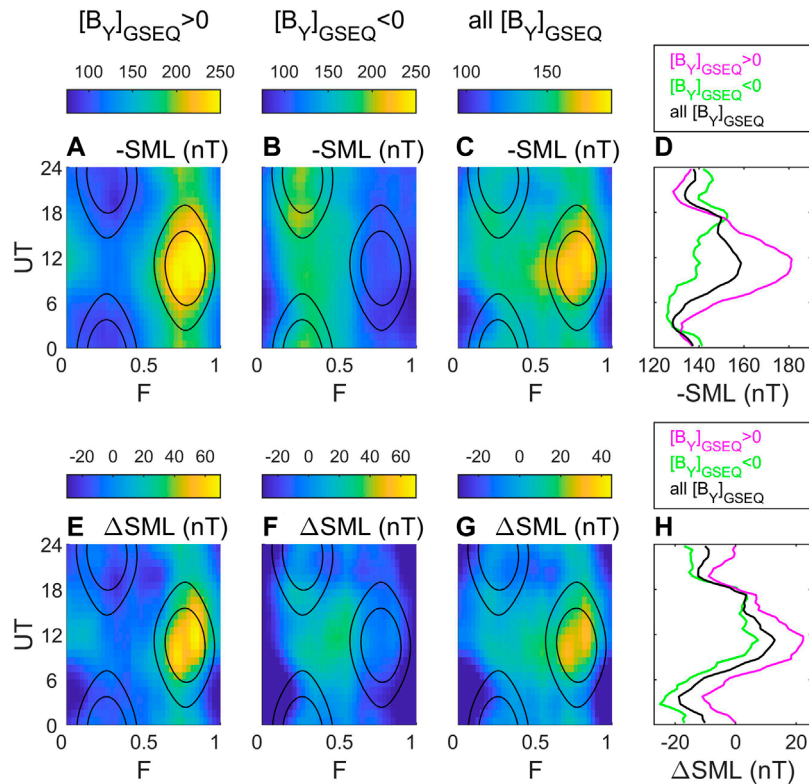 [B_Y]_GSEQ>0
[B_Y]_GSEQ<0
all [B_Y]_GSEQ
100 150 200 250
100 150 200 250
100 150
[B_Y]_GSEQ>0
[B_Y]_GSEQ<0
all [B_Y]_GSEQ
A -SML (nT)
B -SML (nT)
C -SML (nT)
D
24
18
12
6
0
UT
0 0.5 1
0 0.5 1
0 0.5 1
120 140 160 180
F
F
F
-SML (nT)
-20 0 20 40 60
-20 0 20 40 60
-20 0 20 40
[B_Y]_GSEQ>0
[B_Y]_GSEQ<0
all [B_Y]_GSEQ
E ΔSML (nT)
F ΔSML (nT)
G ΔSML (nT)
H
24
18
12
6
0
UT
0 0.5 1
0 0.5 1
0 0.5 1
-20 0 20
F
F
F
ΔSML (nT)